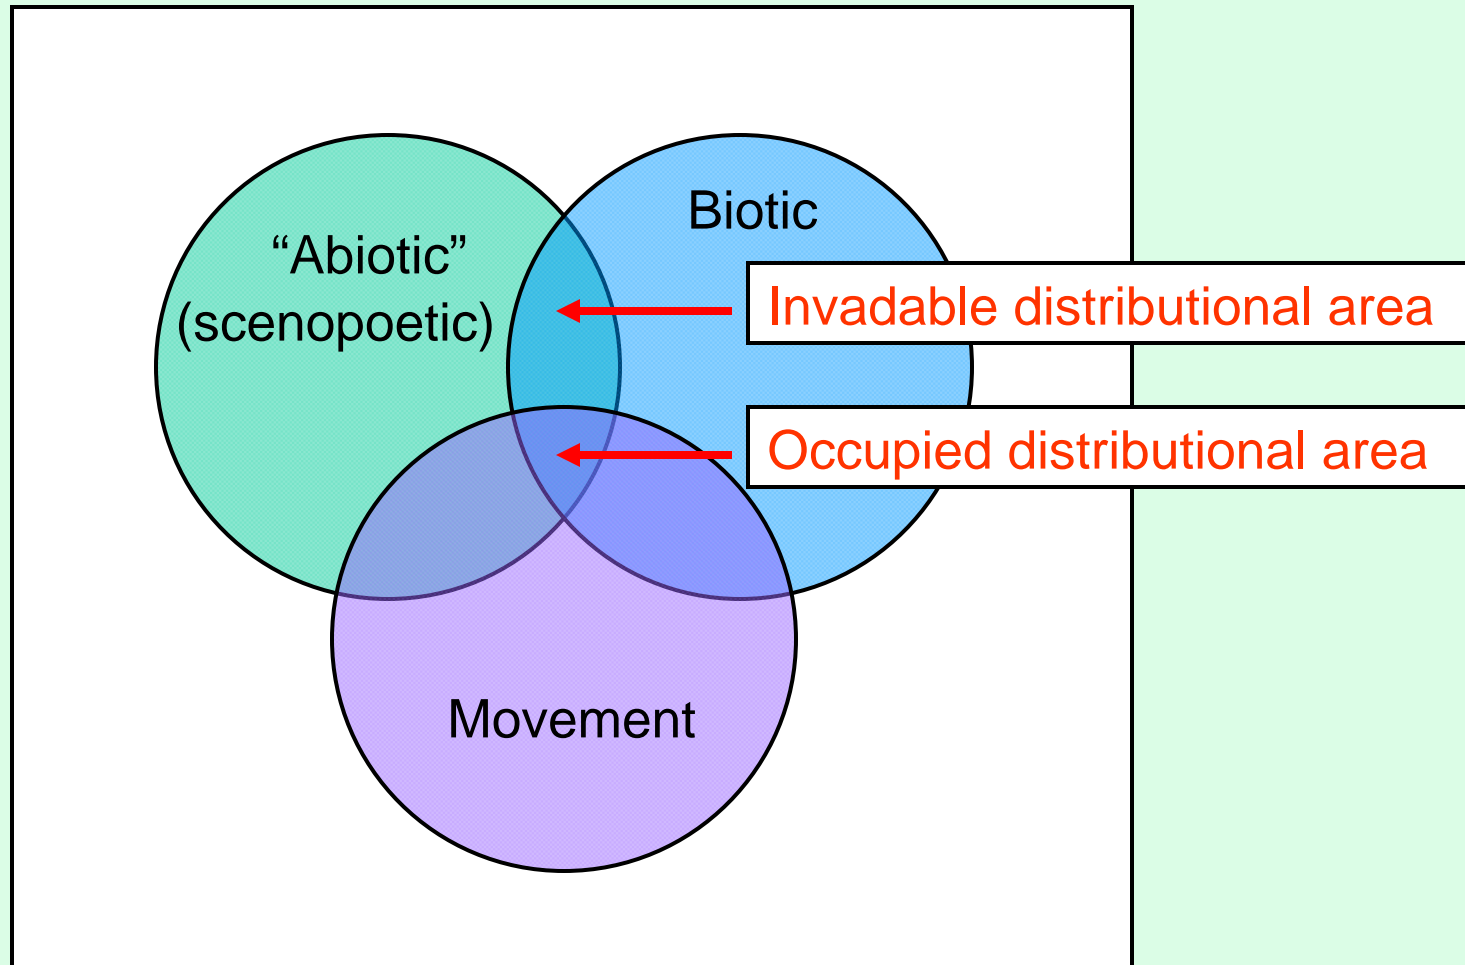 Biotic
“Abiotic”
(scenopoetic)
Invadable distributional area
Occupied distributional area
Movement